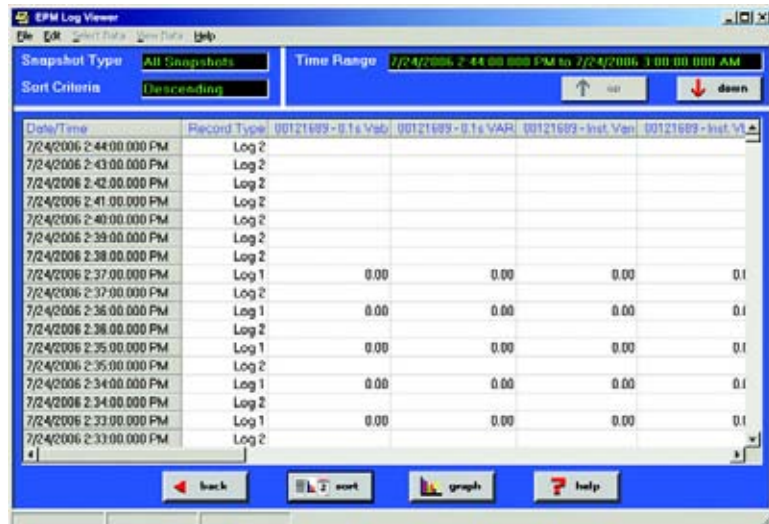 EPM Log Viewer
File Edit Select Data View Data Help
Snapshot Type All Snapshots Time Range 7/24/2006 2:44:00.000 PM to 7/24/2006 3:00:00.000 AM
Sort Criteria Descending up down
Date/Time Record Type 00121689 - 0.1s Vab 00121689 - 0.1s VAR 00121689 - Inst. Van 00121689 - Inst.
7/24/2006 2:44:00.000 PM Log 2
7/24/2006 2:43:00.000 PM Log 2
7/24/2006 2:42:00.000 PM Log 2
7/24/2006 2:41:00.000 PM Log 2
7/24/2006 2:40:00.000 PM Log 2
7/24/2006 2:39:00.000 PM Log 2
7/24/2006 2:38:00.000 PM Log 2
7/24/2006 2:37:00.000 PM Log 1 0.00 0.00 0.00 0.
7/24/2006 2:37:00.000 PM Log 2
7/24/2006 2:36:00.000 PM Log 1 0.00 0.00 0.00 0.
7/24/2006 2:36:00.000 PM Log 2
7/24/2006 2:35:00.000 PM Log 1 0.00 0.00 0.00 0.
7/24/2006 2:35:00.000 PM Log 2
7/24/2006 2:34:00.000 PM Log 1 0.00 0.00 0.00 0.
7/24/2006 2:34:00.000 PM Log 2
7/24/2006 2:33:00.000 PM Log 1 0.00 0.00 0.00 0.
7/24/2006 2:33:00.000 PM Log 2
back sort graph help